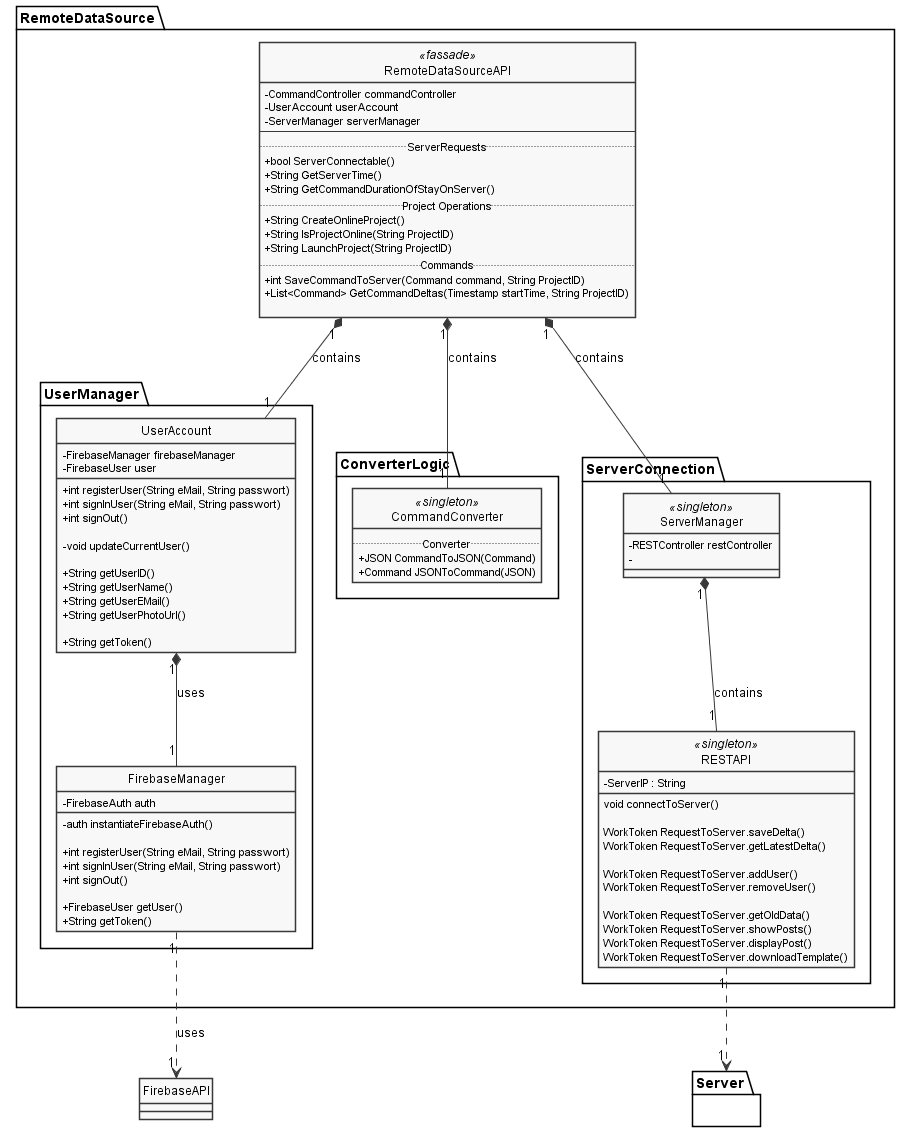 RemoteDataSource
«fassade»
RemoteDataSourceAPI
-CommandController commandController
-UserAccount userAccount
-ServerManager serverManager
ServerRequests
+bool ServerConnectable()
+String GetServerTime()
+String GetCommandDurationOfStayOnServer()
Project Operations
+String CreateOnlineProject()
+String IsProjectOnline(String ProjectID)
+String LaunchProject(String ProjectID)
Commands
+int SaveCommandToServer(Command command, String ProjectID)
+List<Command> GetCommandDeltas(Timestamp startTime, String ProjectID)
1
1
1
contains
contains
contains
1
1
1
UserManager
UserAccount
-FirebaseManager firebaseManager
-FirebaseUser user
+int registerUser(String eMail, String passwort)
+int signInUser(String eMail, String passwort)
+int signOut()
-void updateCurrentUser()
+String getUserID()
+String getUserName()
+String getUserEMail()
+String getUserPhotoUrl()
+String getToken()
1
uses
1
FirebaseManager
-FirebaseAuth auth
-auth instantiateFirebaseAuth()
+int registerUser(String eMail, String passwort)
+int signInUser(String eMail, String passwort)
+int signOut()
+FirebaseUser getUser()
+String getToken()
1
uses
1
FirebaseAPI
ConverterLogic
«singleton»
CommandConverter
Converter
+JSON CommandToJSON(Command)
+Command JSONToCommand(JSON)
ServerConnection
«singleton»
ServerManager
-RESTController restController
-
1
contains
1
«singleton»
RESTAPI
-ServerIP : String
void connectToServer()
WorkToken RequestToServer.saveDelta()
WorkToken RequestToServer.getLatestDelta()
WorkToken RequestToServer.addUser()
WorkToken RequestToServer.removeUser()
WorkToken RequestToServer.getOldData()
WorkToken RequestToServer.showPosts()
WorkToken RequestToServer.displayPost()
WorkToken RequestToServer.downloadTemplate()
1
1
Server